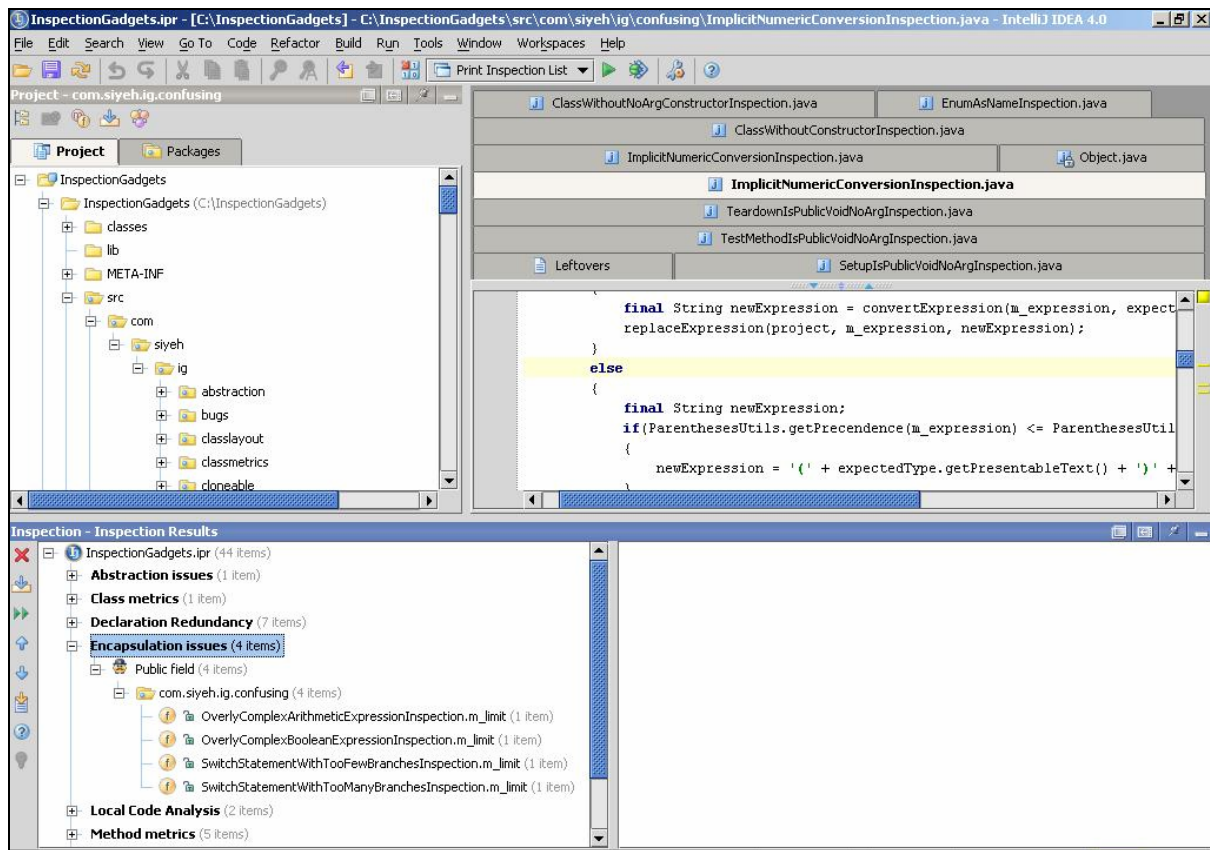 InspectionGadgets.ipr - [C:\InspectionGadgets] - C:\InspectionGadgets\src\com\siyeh\ig\confusing\ImplicitNumericConversionInspection.java - IntelliJ IDEA 4.0
File Edit Search View Go To Code Refactor Build Run Tools Window Workspaces Help
Print Inspection List
Project - com.siyeh.ig.confusing
Project Packages
InspectionGadgets
InspectionGadgets (C:\InspectionGadgets)
classes
lib
META-INF
src
com
siyeh
ig
abstraction
bugs
classlayout
classmetrics
cloneable
ClassWithoutNoArgConstructorInspection.java EnumAsNameInspection.java
ClassWithoutConstructorInspection.java
ImplicitNumericConversionInspection.java Object.java
ImplicitNumericConversionInspection.java
TeardownIsPublicVoidNoArgInspection.java
TestMethodIsPublicVoidNoArgInspection.java
Leftovers SetupIsPublicVoidNoArgInspection.java
{
final String newExpression = convertExpression(m_expression, expect
replaceExpression(project, m_expression, newExpression);
}
else
{
final String newExpression;
if(ParenthesesUtils.getPrecendence(m_expression) <= ParenthesesUtil
{
newExpression = '(' + expectedType.getPresentableText() + ')' +
}
Inspection - Inspection Results
InspectionGadgets.ipr (44 items)
Abstraction issues (1 item)
Class metrics (1 item)
Declaration Redundancy (7 items)
Encapsulation issues (4 items)
Public field (4 items)
com.siyeh.ig.confusing (4 items)
OverlyComplexArithmeticExpressionInspection.m_limit (1 item)
OverlyComplexBooleanExpressionInspection.m_limit (1 item)
SwitchStatementWithTooFewBranchesInspection.m_limit (1 item)
SwitchStatementWithTooManyBranchesInspection.m_limit (1 item)
Local Code Analysis (2 items)
Method metrics (5 items)